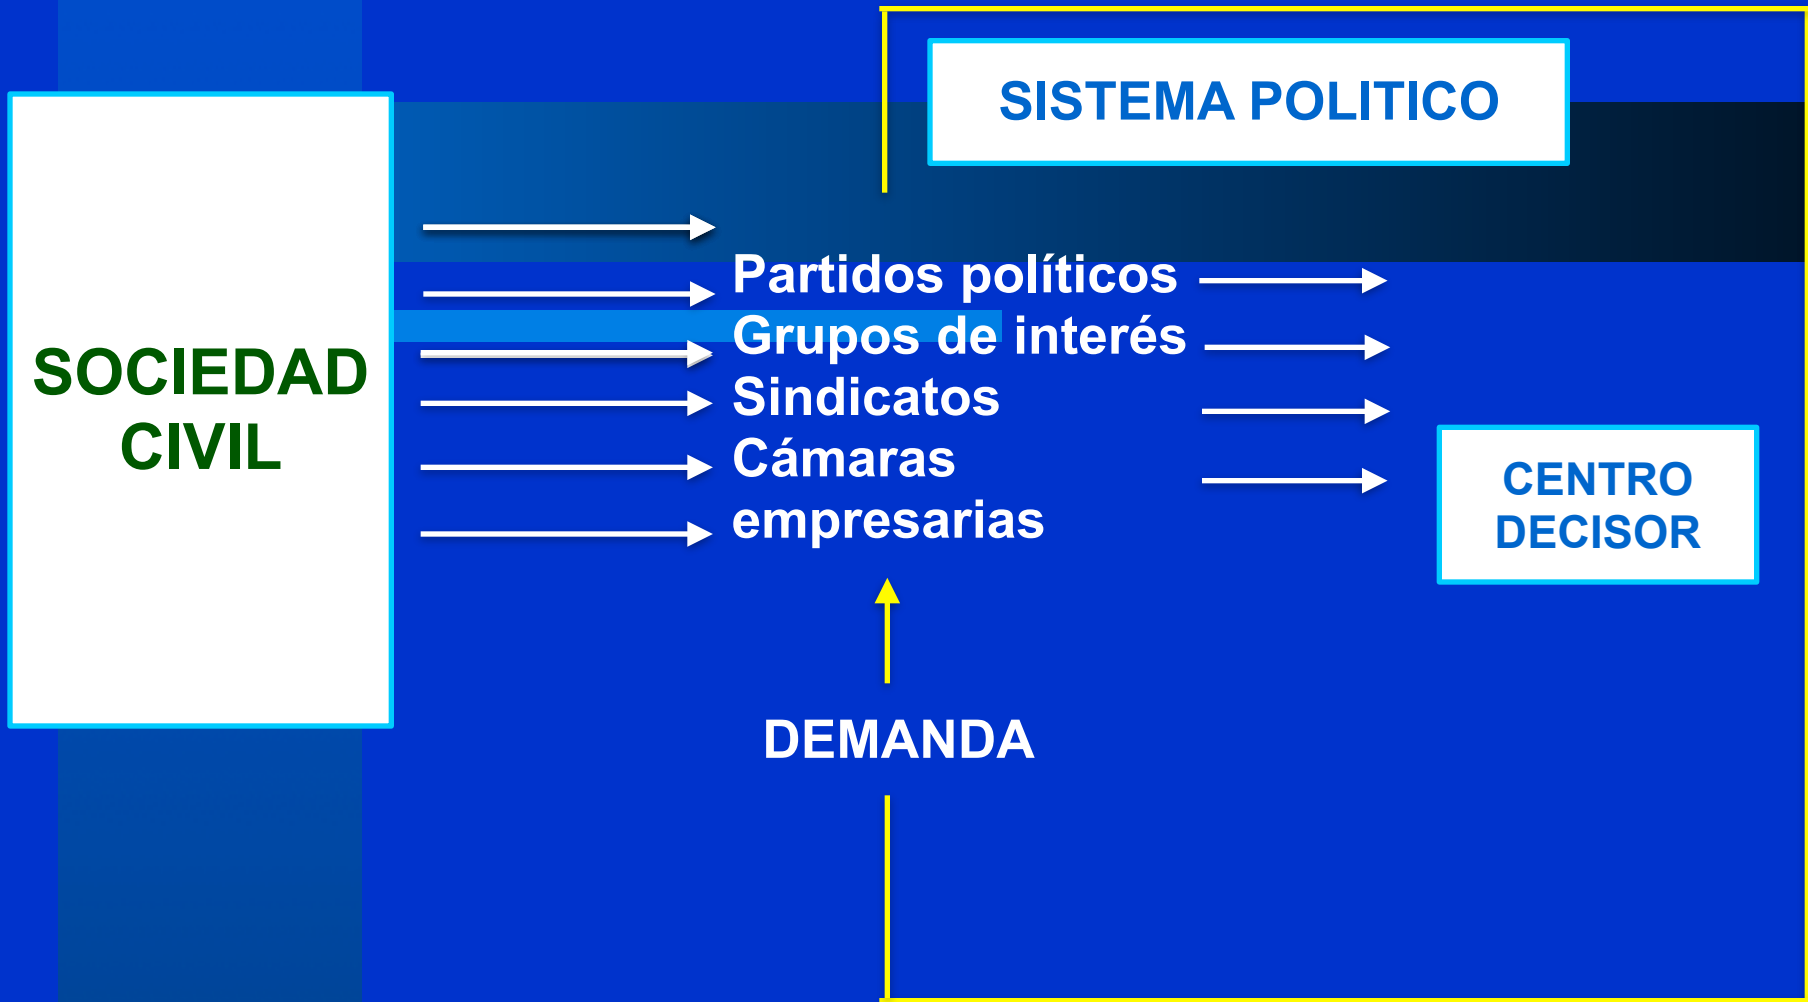 SISTEMA POLITICO
SOCIEDAD
CIVIL
Partidos políticos
Grupos de interés
Sindicatos
Cámaras
empresarias
CENTRO
DECISOR
DEMANDA